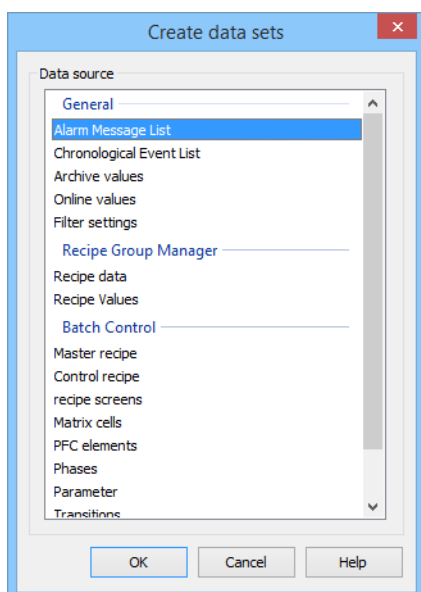 Create data sets
Data source
General
Alarm Message List
Chronological Event List
Archive values
Online values
Filter settings
Recipe Group Manager
Recipe data
Recipe Values
Batch Control
Master recipe
Control recipe
recipe screens
Matrix cells
PFC elements
Phases
Parameter
Transitions
OK Cancel Help